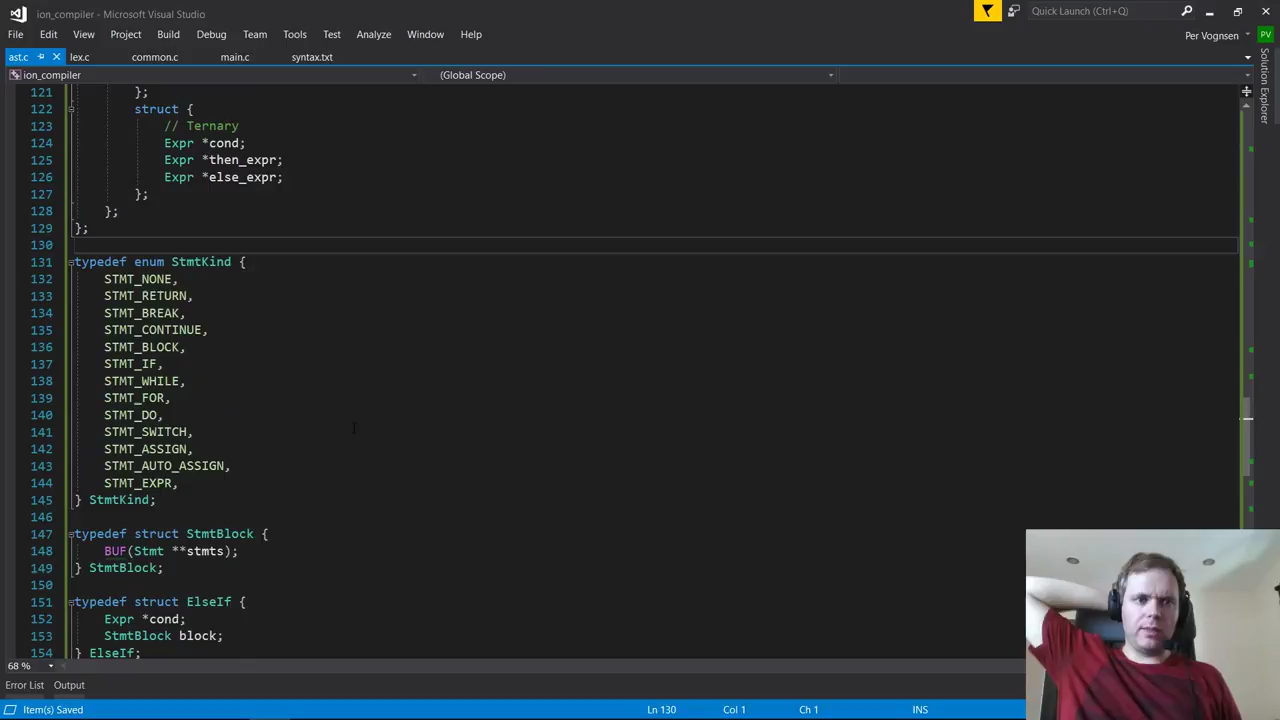 ion_compiler - Microsoft Visual Studio
Quick Launch (Ctrl+Q)
File Edit View Project Build Debug Team Tools Test Analyze Window Help
Per Vognsen PV
ast.c lex.c common.c main.c syntax.txt
ion_compiler (Global Scope)
Solution Explorer
121 };
122 struct {
123 // Ternary
124 Expr *cond;
125 Expr *then_expr;
126 Expr *else_expr;
127 };
128 };
129 };
130
131 typedef enum StmtKind {
132 STMT_NONE,
133 STMT_RETURN,
134 STMT_BREAK,
135 STMT_CONTINUE,
136 STMT_BLOCK,
137 STMT_IF,
138 STMT_WHILE,
139 STMT_FOR,
140 STMT_DO,
141 STMT_SWITCH,
142 STMT_ASSIGN,
143 STMT_AUTO_ASSIGN,
144 STMT_EXPR,
145 } StmtKind;
146
147 typedef struct StmtBlock {
148 BUF(Stmt **stmts);
149 } StmtBlock;
150
151 typedef struct ElseIf {
152 Expr *cond;
153 StmtBlock block;
154 } ElseIf;
68 %
Error List Output
Item(s) Saved Ln 130 Col 1 Ch 1 INS